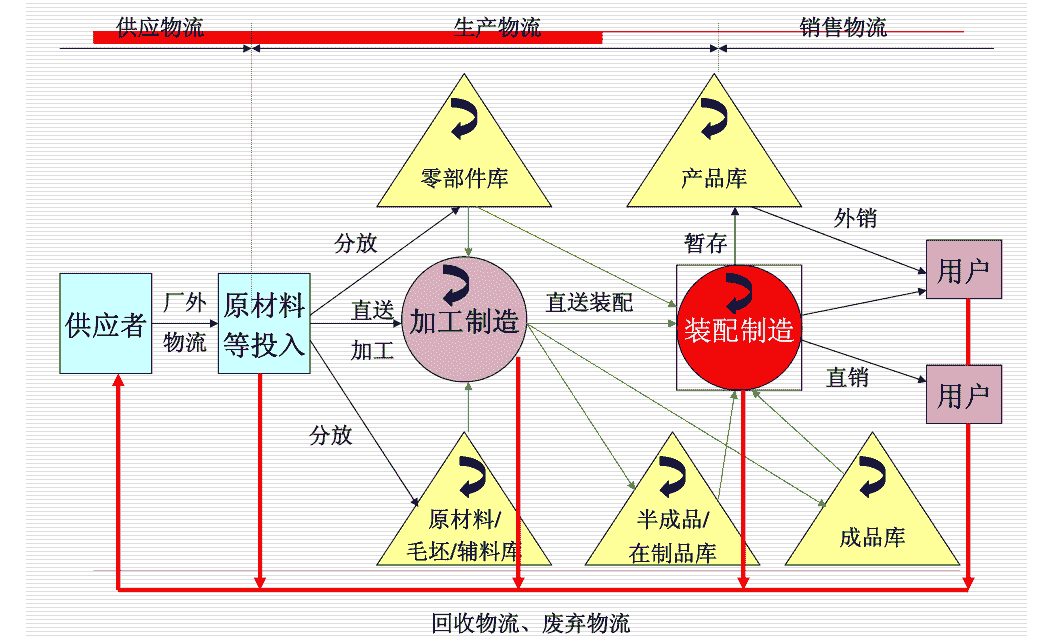 供应物流
生产物流
销售物流
零部件库
产品库
分放
暂存
外销
供应者
厂外
物流
原材料
等投入
直送
加工
加工制造
直送装配
装配制造
用户
直销
用户
分放
原材料/
毛坯/辅料库
半成品/
在制品库
成品库
回收物流、废弃物流